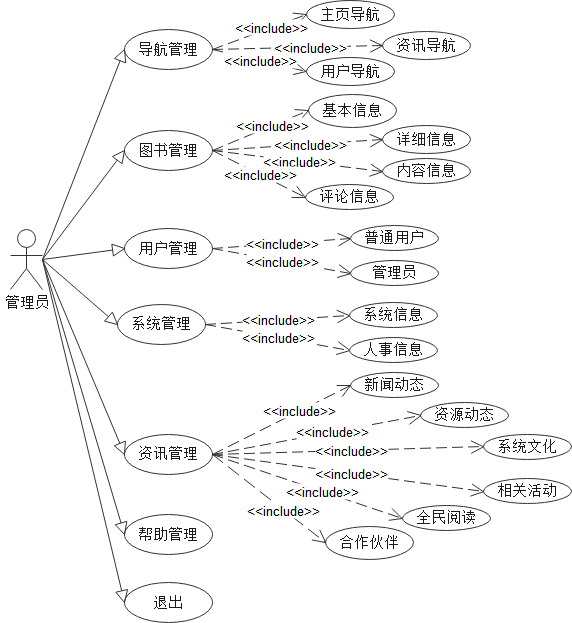 主页导航
<<include>>
导航管理
<<include>>
资讯导航
<<include>>
用户导航
基本信息
<<include>>
图书管理
<<include>>
详细信息
<<include>>
内容信息
<<include>>
评论信息
用户管理
<<include>>
普通用户
<<include>>
管理员
管理员
系统管理
<<include>>
系统信息
<<include>>
人事信息
新闻动态
<<include>>
资源动态
<<include>>
资讯管理
<<include>>
系统文化
<<include>>
相关活动
<<include>>
全民阅读
<<include>>
合作伙伴
帮助管理
退出